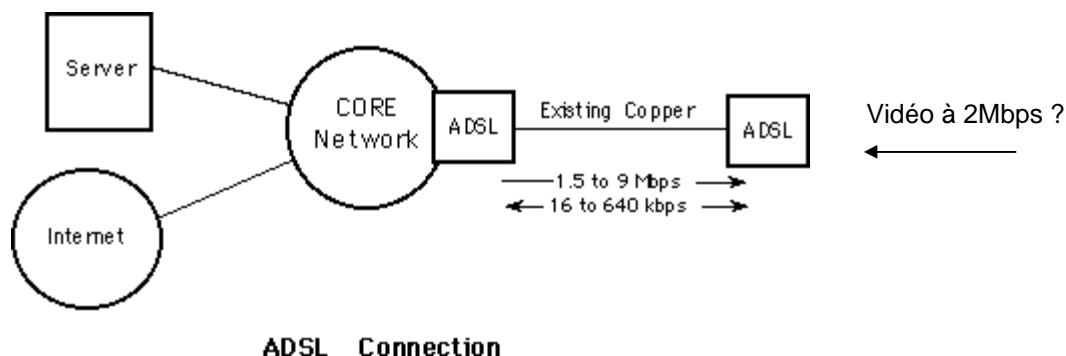 Server
CORE
Network
ADSL
Existing Copper
ADSL
Vidéo à 2Mbps ?
1.5 to 9 Mbps
16 to 640 kbps
Internet
ADSL Connection